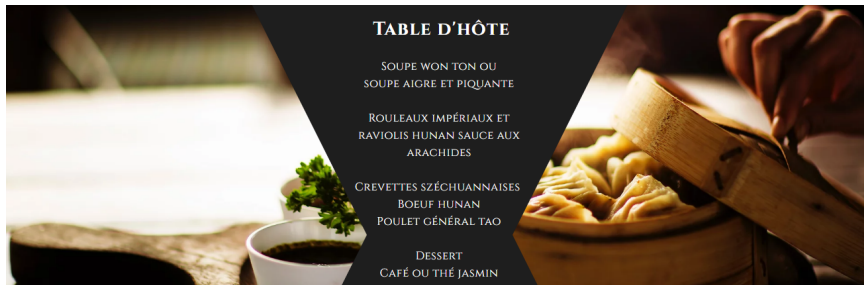 Table d'hôte
Soupe won ton ou
soupe aigre et piquante
Rouleaux impériaux et
raviolis hunan sauce aux
arachides
Crevettes széchuannaises
Boeuf hunan
Poulet général tao
Dessert
Café ou thé jasmin